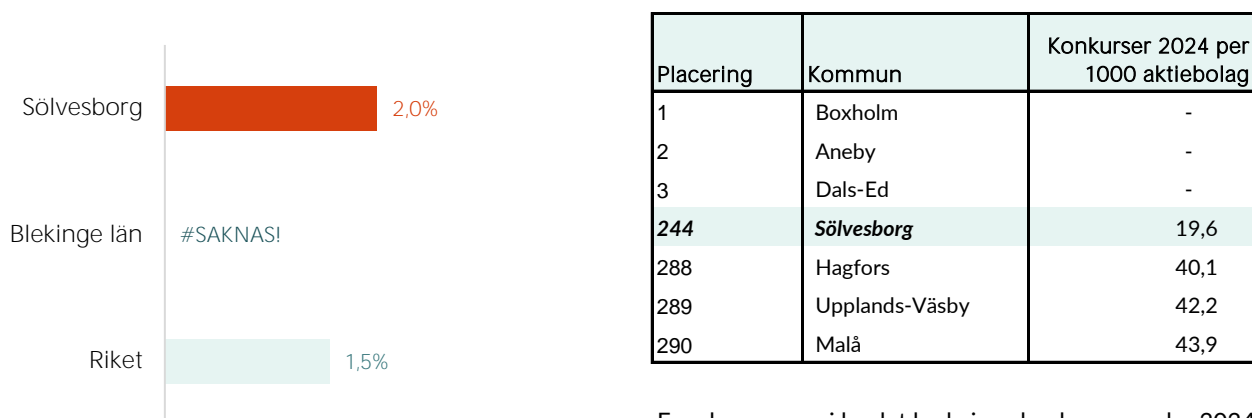 Sölvesborg 2,0%
Blekinge län #SAKNAS!
Riket 1,5%
Placering Kommun Konkurser 2024 per
1000 aktiebolag
1 Boxholm -
2 Aneby -
3 Dals-Ed -
244 Sölvesborg 19,6
288 Hagfors 40,1
289 Upplands-Väsby 42,2
290 Malå 43,9